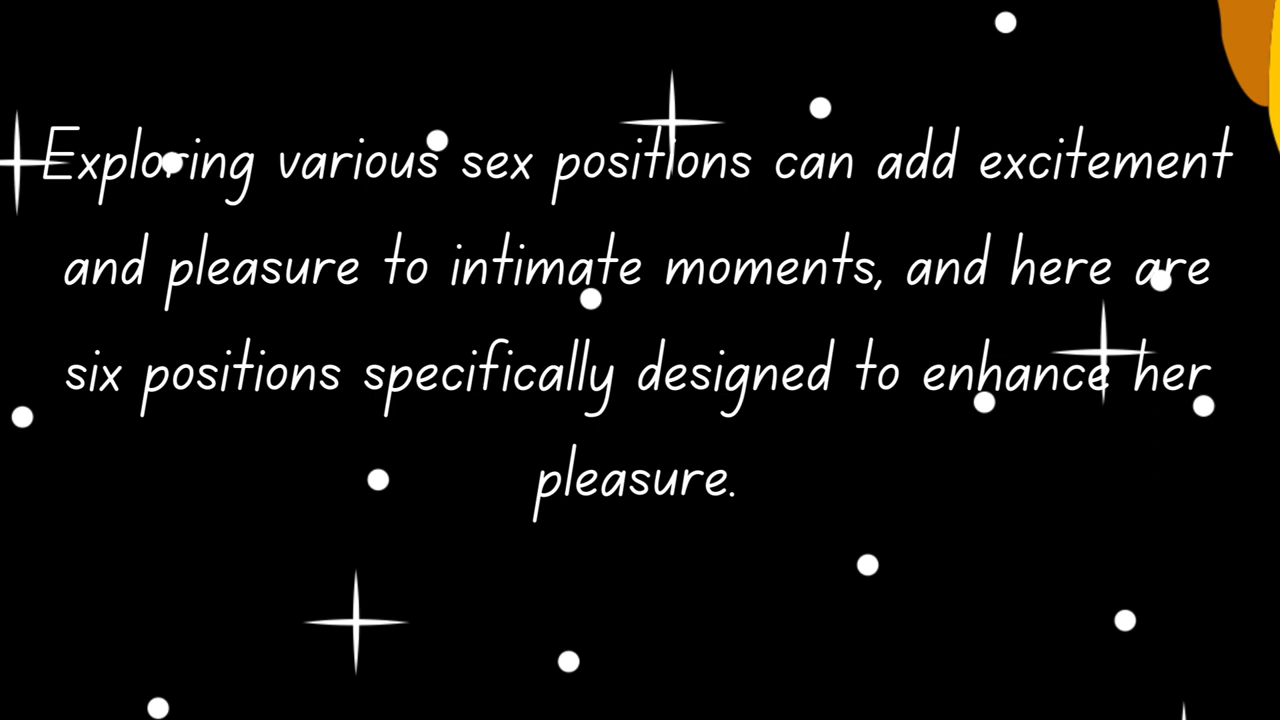 Exploring various sex positions can add excitement
and pleasure to intimate moments, and here are
six positions specifically designed to enhance her
pleasure.